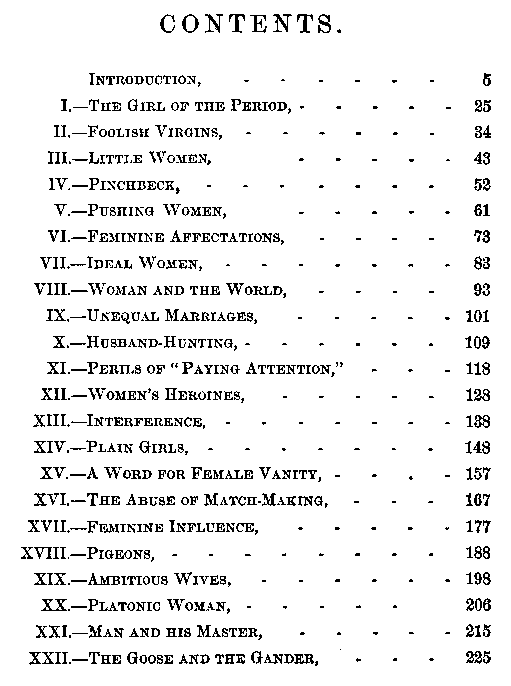 CONTENTS.
INTRODUCTION, - - - - - - 5
I.—THE GIRL OF THE PERIOD, - - - - - 25
II.—FOOLISH VIRGINS, - - - - - - 34
III.—LITTLE WOMEN, - - - - - 43
IV.—PINCHBECK, - - - - - - - 52
V.—PUSHING WOMEN, - - - - - 61
VI.—FEMININE AFFECTATIONS, - - - - 73
VII.—IDEAL WOMEN, - - - - - - - 83
VIII.—WOMAN AND THE WORLD, - - - - 93
IX.—UNEQUAL MARRIAGES, - - - - - 101
X.—HUSBAND-HUNTING, - - - - - - 109
XI.—PERILS OF "PAYING ATTENTION," - - - 118
XII.—WOMEN'S HEROINES, - - - - - 128
XIII.—INTERFERENCE, - - - - - - - 138
XIV.—PLAIN GIRLS, - - - - - - - 148
XV.—A WORD FOR FEMALE VANITY, - - - - 157
XVI.—THE ABUSE OF MATCH-MAKING, - - - 167
XVII.—FEMININE INFLUENCE, - - - - - 177
XVIII.—PIGEONS, - - - - - - - - 188
XIX.—AMBITIOUS WIVES, - - - - - 198
XX.—PLATONIC WOMAN, - - - - - 206
XXI.—MAN AND HIS MASTER, - - - - - 215
XXII.—THE GOOSE AND THE GANDER, - - - 225